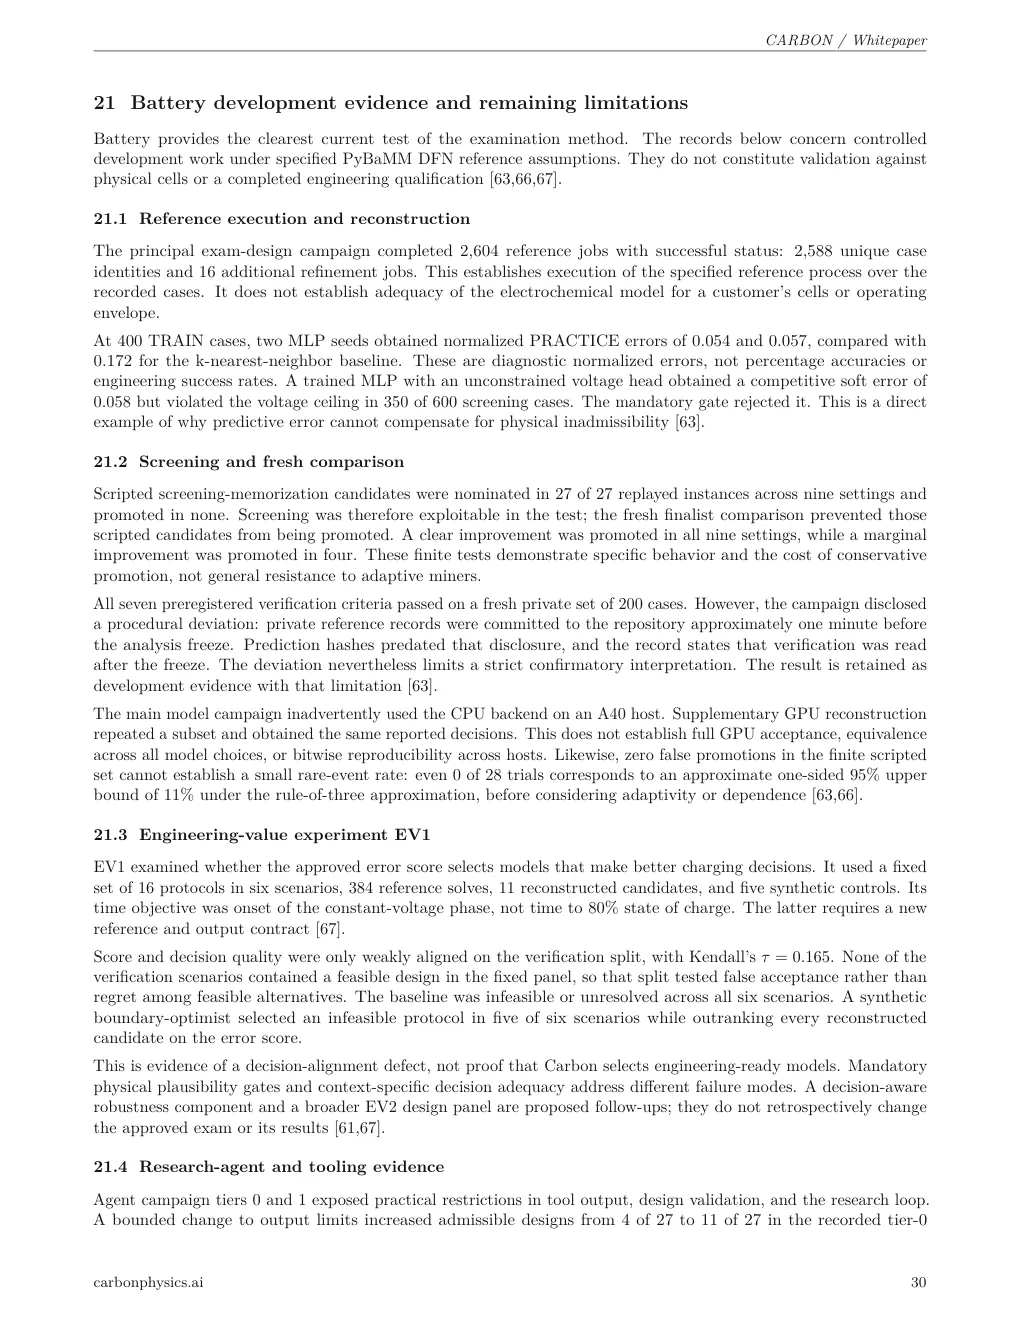 CARBON / Whitepaper
21 Battery development evidence and remaining limitations
Battery provides the clearest current test of the examination method. The records below concern controlled
development work under specified PyBaMM DFN reference assumptions. They do not constitute validation against
physical cells or a completed engineering qualification [63,66,67].
21.1 Reference execution and reconstruction
The principal exam-design campaign completed 2,604 reference jobs with successful status: 2,588 unique case
identities and 16 additional refinement jobs. This establishes execution of the specified reference process over the
recorded cases. It does not establish adequacy of the electrochemical model for a customer's cells or operating
envelope.
At 400 TRAIN cases, two MLP seeds obtained normalized PRACTICE errors of 0.054 and 0.057, compared with
0.172 for the k-nearest-neighbor baseline. These are diagnostic normalized errors, not percentage accuracies or
engineering success rates. A trained MLP with an unconstrained voltage head obtained a competitive soft error of
0.058 but violated the voltage ceiling in 350 of 600 screening cases. The mandatory gate rejected it. This is a direct
example of why predictive error cannot compensate for physical inadmissibility [63].
21.2 Screening and fresh comparison
Scripted screening-memorization candidates were nominated in 27 of 27 replayed instances across nine settings and
promoted in none. Screening was therefore exploitable in the test; the fresh finalist comparison prevented those
scripted candidates from being promoted. A clear improvement was promoted in all nine settings, while a marginal
improvement was promoted in four. These finite tests demonstrate specific behavior and the cost of conservative
promotion, not general resistance to adaptive miners.
All seven preregistered verification criteria passed on a fresh private set of 200 cases. However, the campaign disclosed
a procedural deviation: private reference records were committed to the repository approximately one minute before
the analysis freeze. Prediction hashes predated that disclosure, and the record states that verification was read
after the freeze. The deviation nevertheless limits a strict confirmatory interpretation. The result is retained as
development evidence with that limitation [63].
The main model campaign inadvertently used the CPU backend on an A40 host. Supplementary GPU reconstruction
repeated a subset and obtained the same reported decisions. This does not establish full GPU acceptance, equivalence
across all model choices, or bitwise reproducibility across hosts. Likewise, zero false promotions in the finite scripted
set cannot establish a small rare-event rate: even 0 of 28 trials corresponds to an approximate one-sided 95% upper
bound of 11% under the rule-of-three approximation, before considering adaptivity or dependence [63,66].
21.3 Engineering-value experiment EV1
EV1 examined whether the approved error score selects models that make better charging decisions. It used a fixed
set of 16 protocols in six scenarios, 384 reference solves, 11 reconstructed candidates, and five synthetic controls. Its
time objective was onset of the constant-voltage phase, not time to 80% state of charge. The latter requires a new
reference and output contract [67].
Score and decision quality were only weakly aligned on the verification split, with Kendall's τ = 0.165. None of the
verification scenarios contained a feasible design in the fixed panel, so that split tested false acceptance rather than
regret among feasible alternatives. The baseline was infeasible or unresolved across all six scenarios. A synthetic
boundary-optimist selected an infeasible protocol in five of six scenarios while outranking every reconstructed
candidate on the error score.
This is evidence of a decision-alignment defect, not proof that Carbon selects engineering-ready models. Mandatory
physical plausibility gates and context-specific decision adequacy address different failure modes. A decision-aware
robustness component and a broader EV2 design panel are proposed follow-ups; they do not retrospectively change
the approved exam or its results [61,67].
21.4 Research-agent and tooling evidence
Agent campaign tiers 0 and 1 exposed practical restrictions in tool output, design validation, and the research loop.
A bounded change to output limits increased admissible designs from 4 of 27 to 11 of 27 in the recorded tier-0
carbonphysics.ai
30